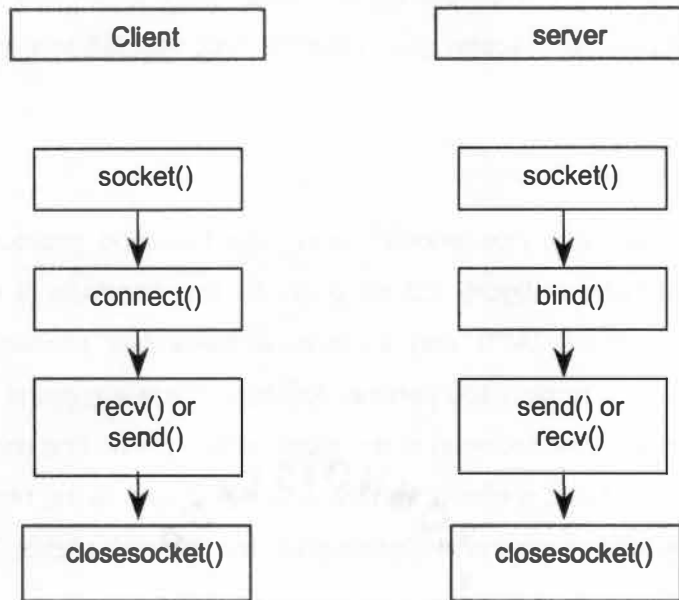 Client
server
socket()
socket()
connect()
bind()
recv() or
send()
send() or
recv()
closesocket()
closesocket()